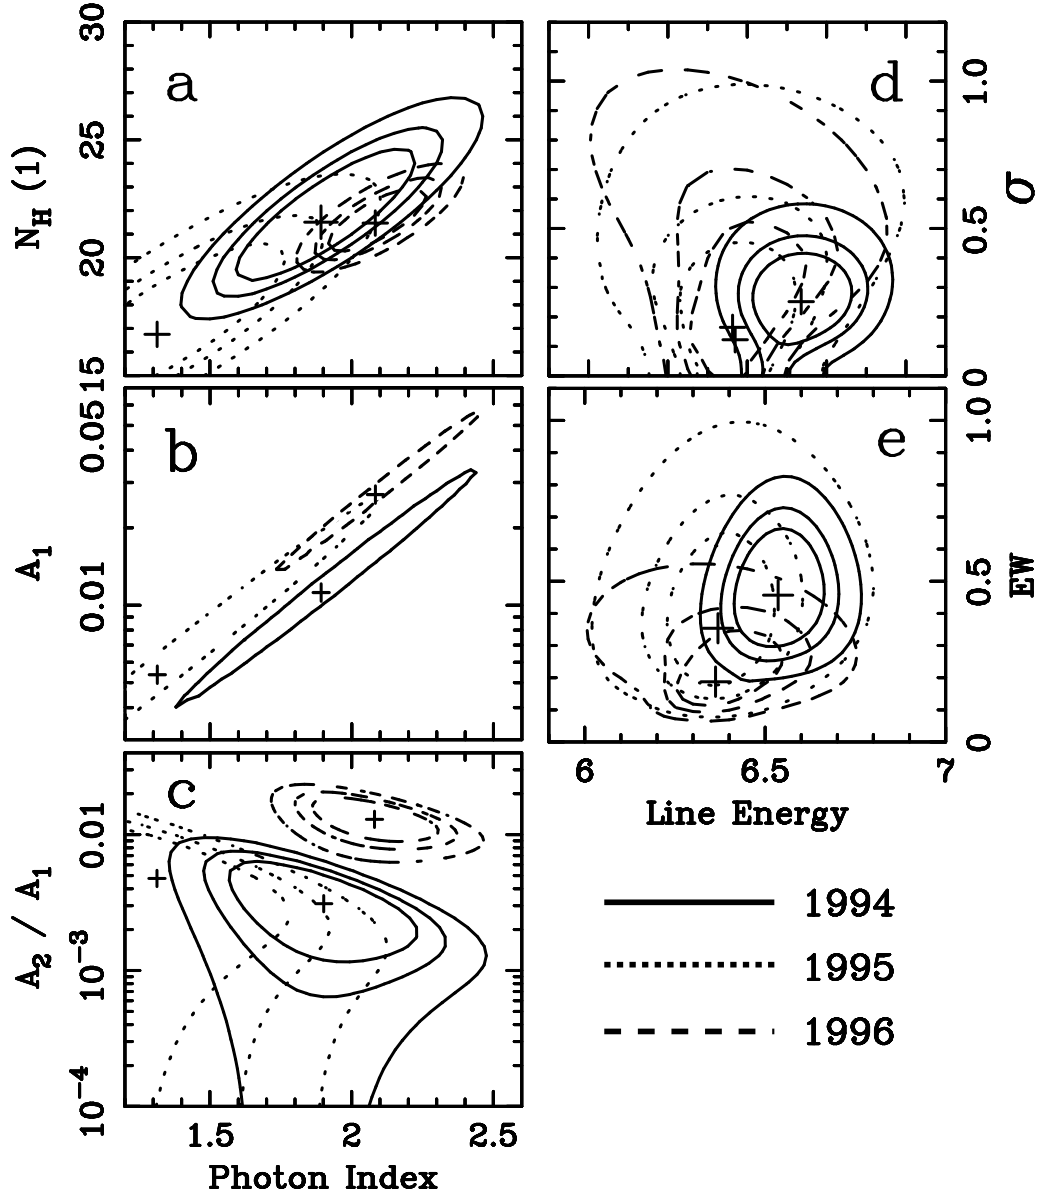 30
25
20
15
N_H (1)
a
d
1.0
0.5
0
σ
0.051
0.01
A_1
b
e
1.0
0.5
0
EW
6
6.5
7
Line Energy
0.01
10^-3
10^-4
A_2 / A_1
c
1.5
2
2.5
Photon Index
1994
1995
1996